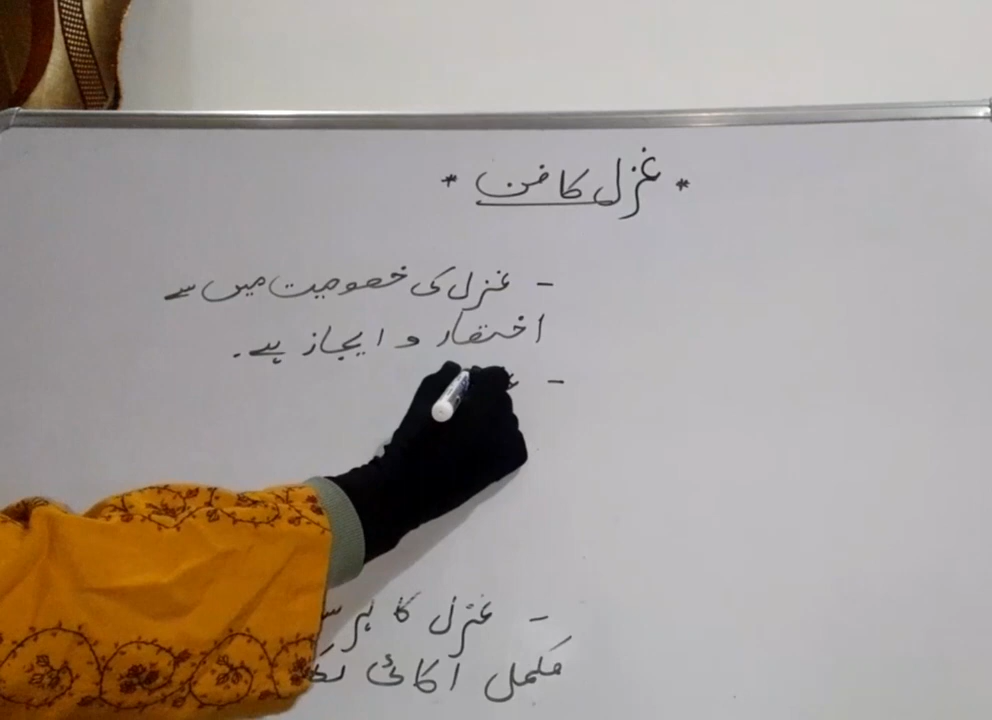 * غزل کا فن *
- غزل کی خصوصیت میں سے
اختصار و ایجاز ہے۔
-
- غزل کا ہر
مکمل اکائی